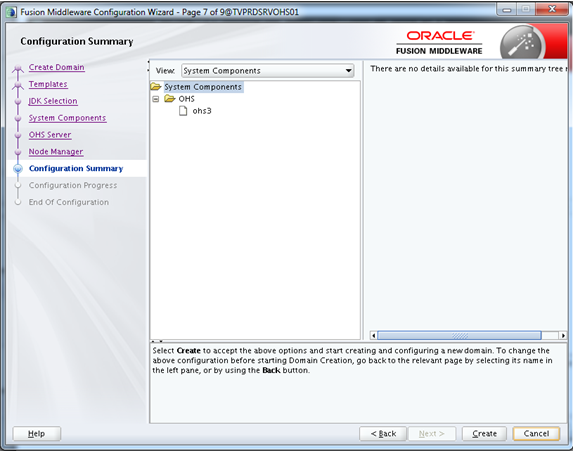 Fusion Middleware Configuration Wizard - Page 7 of 9@TVPRDSRVOHS01
Configuration Summary
ORACLE
FUSION MIDDLEWARE
Create Domain
Templates
JDK Selection
System Components
OHS Server
Node Manager
Configuration Summary
Configuration Progress
End Of Configuration
View: System Components
System Components
OHS
ohs3
There are no details available for this summary tree
Select Create to accept the above options and start creating and configuring a new domain. To change the
above configuration before starting Domain Creation, go back to the relevant page by selecting its name in
the left pane, or by using the Back button.
Help
< Back
Next >
Create
Cancel